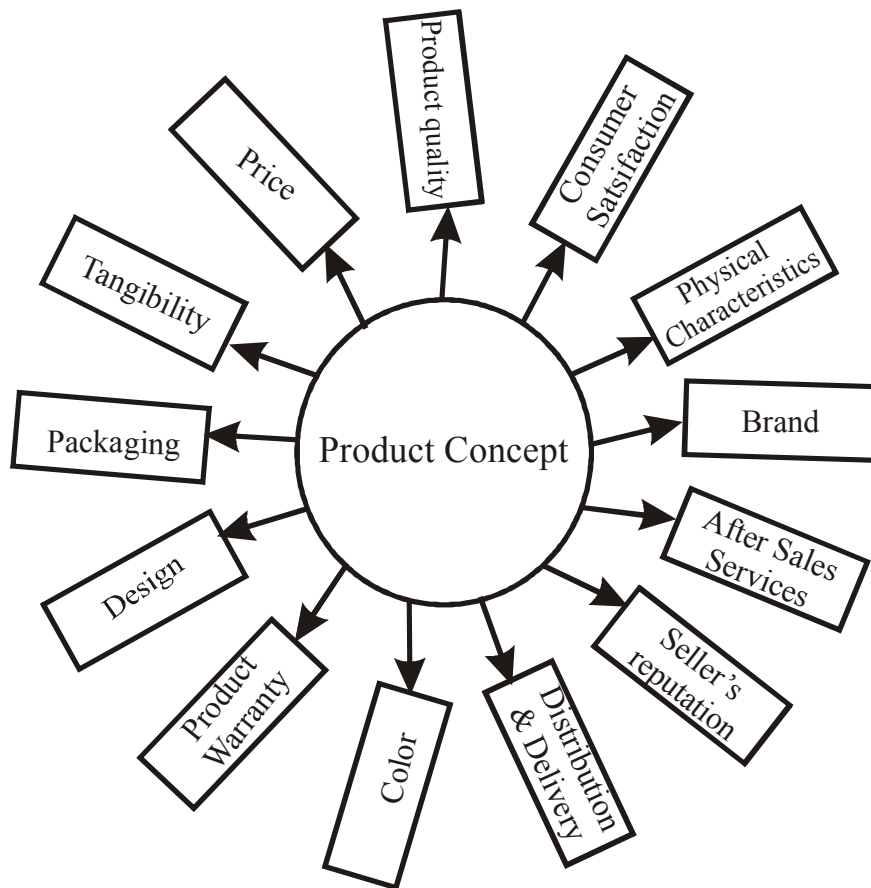 Product quality
Consumer
Satsifaction
Physical
Characteristics
Brand
After Sales
Services
Seller’s
reputation
Distribution
& Delivery
Color
Product
Warranty
Design
Packaging
Tangibility
Price
Product Concept